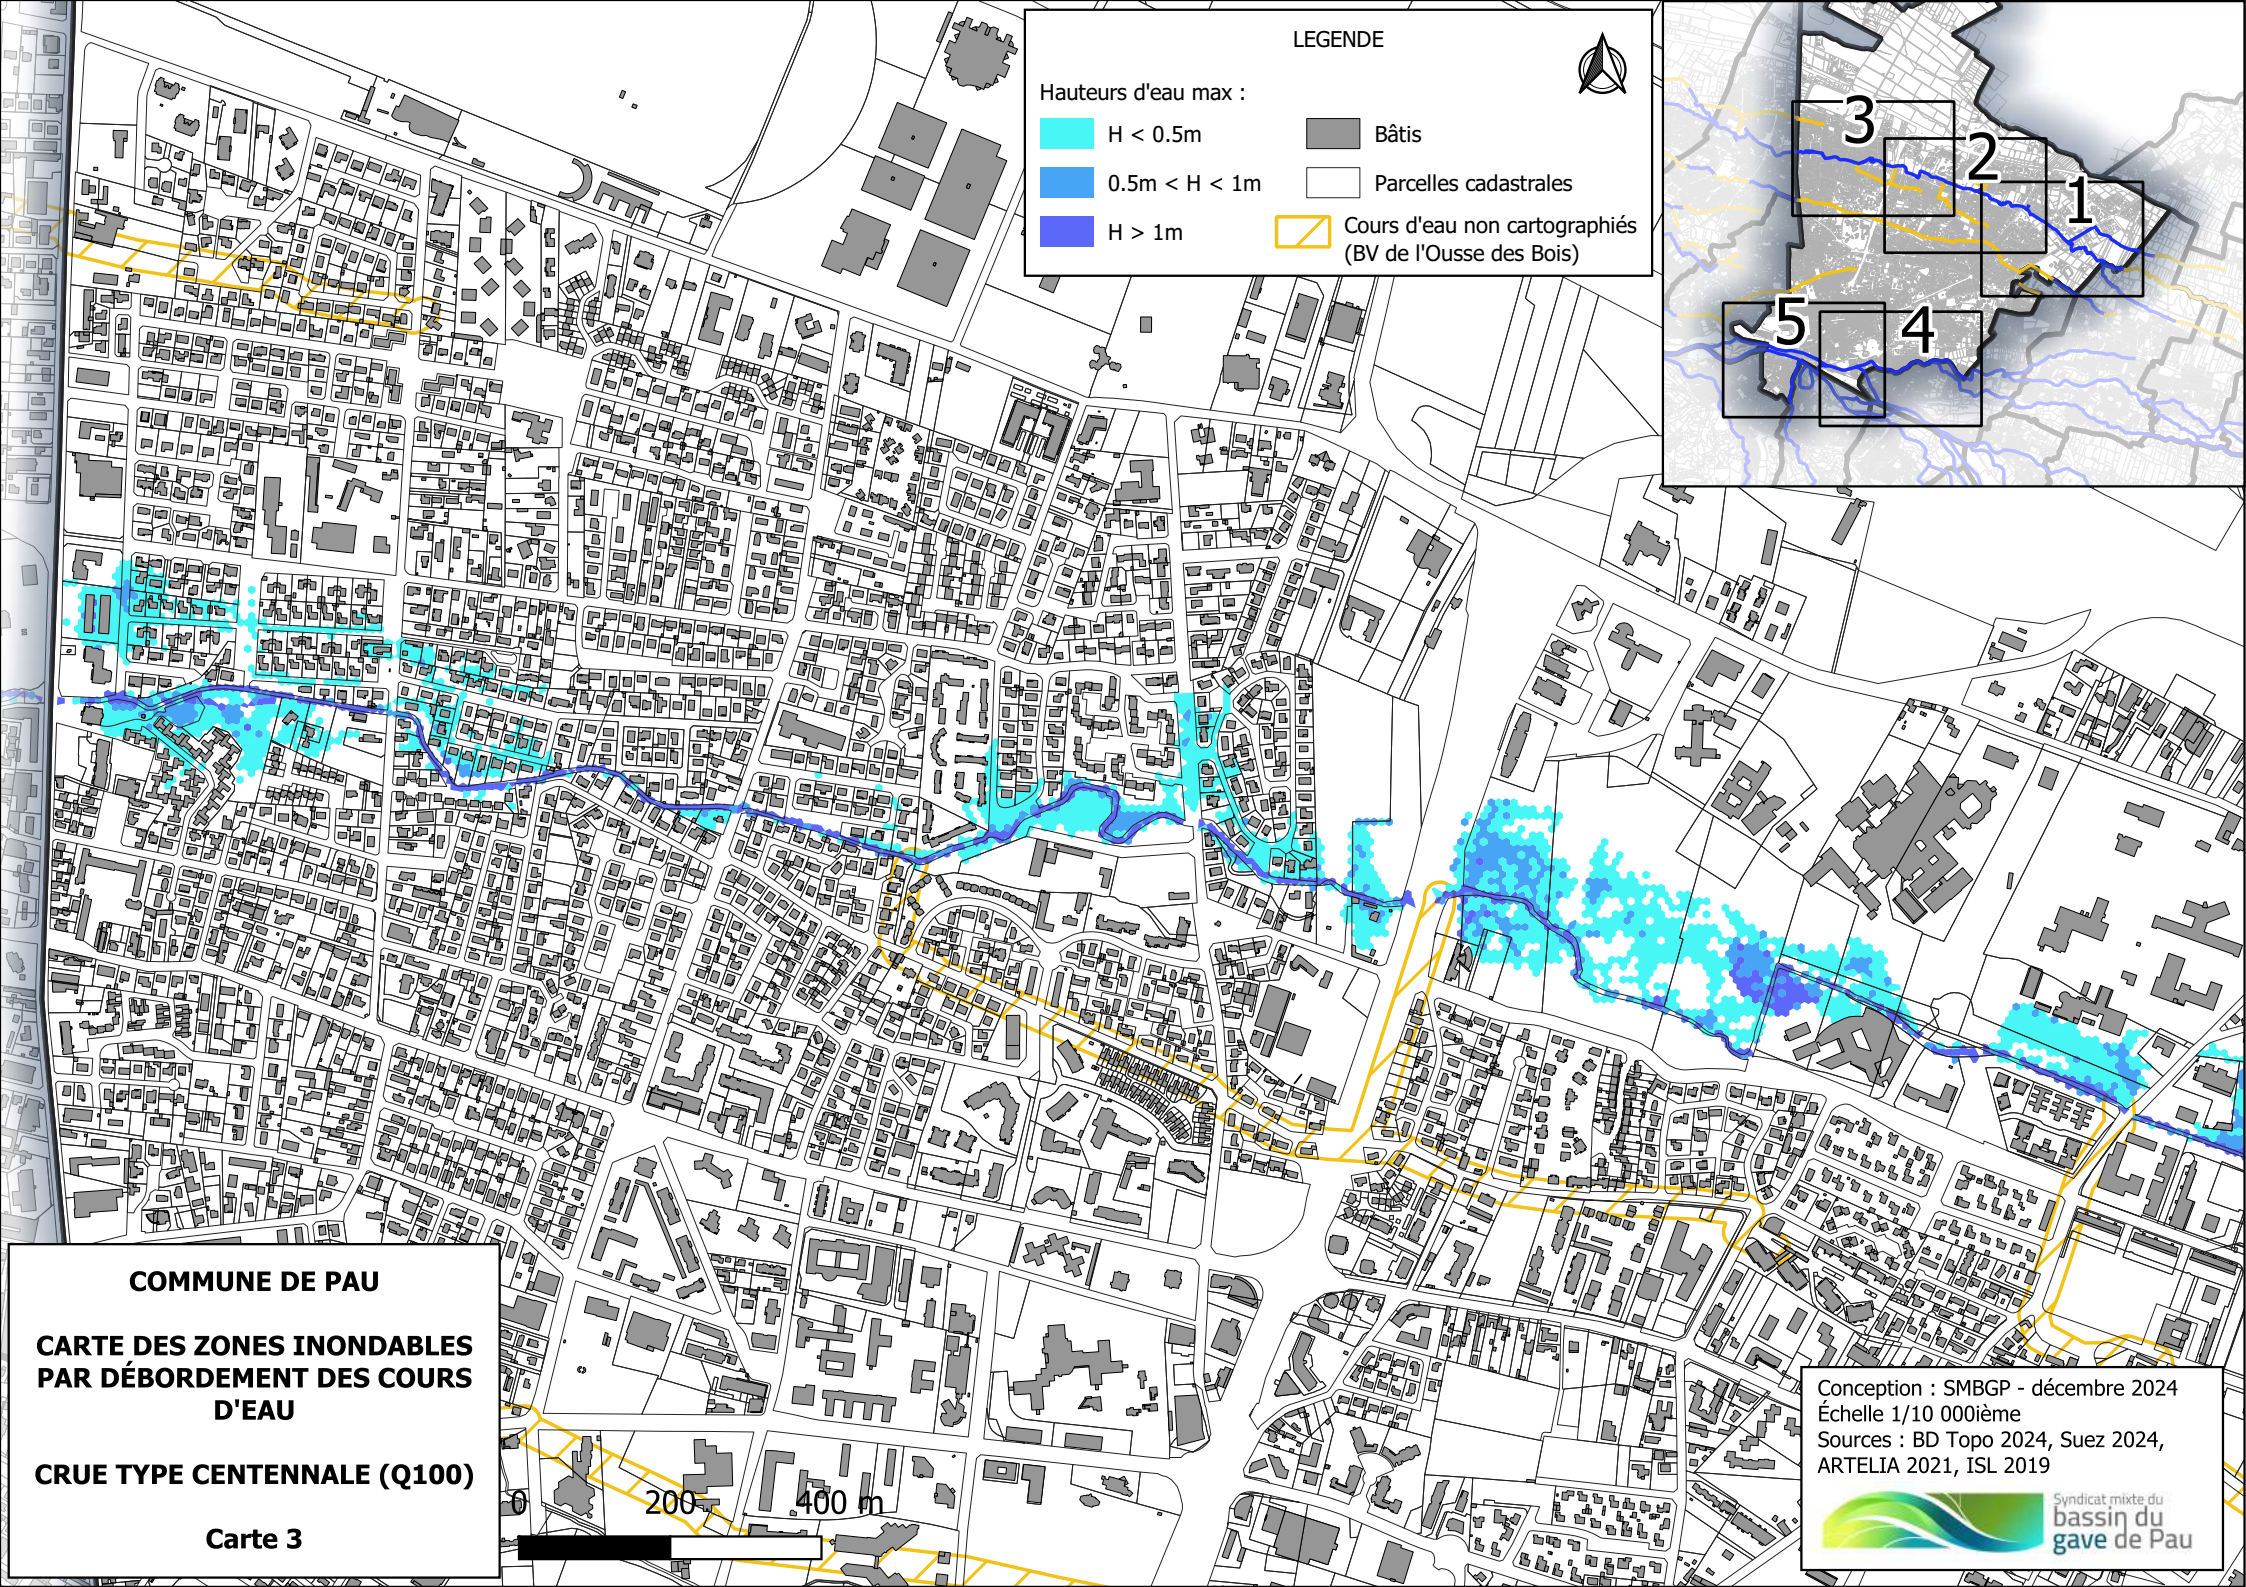 LEGENDE
Hauteurs d'eau max :
H < 0.5m
0.5m < H < 1m
H > 1m
Bâtis
Parcelles cadastrales
Cours d'eau non cartographiés
(BV de l'Ousse des Bois)
3
2
1
5
4
COMMUNE DE PAU
CARTE DES ZONES INONDABLES
PAR DÉBORDEMENT DES COURS
D'EAU
CRUE TYPE CENTENNALE (Q100)
Carte 3
0 200 400 m
Conception : SMBGP - décembre 2024
Échelle 1/10 000ième
Sources : BD Topo 2024, Suez 2024,
ARTELIA 2021, ISL 2019
Syndicat mixte du
bassin du
gave de Pau